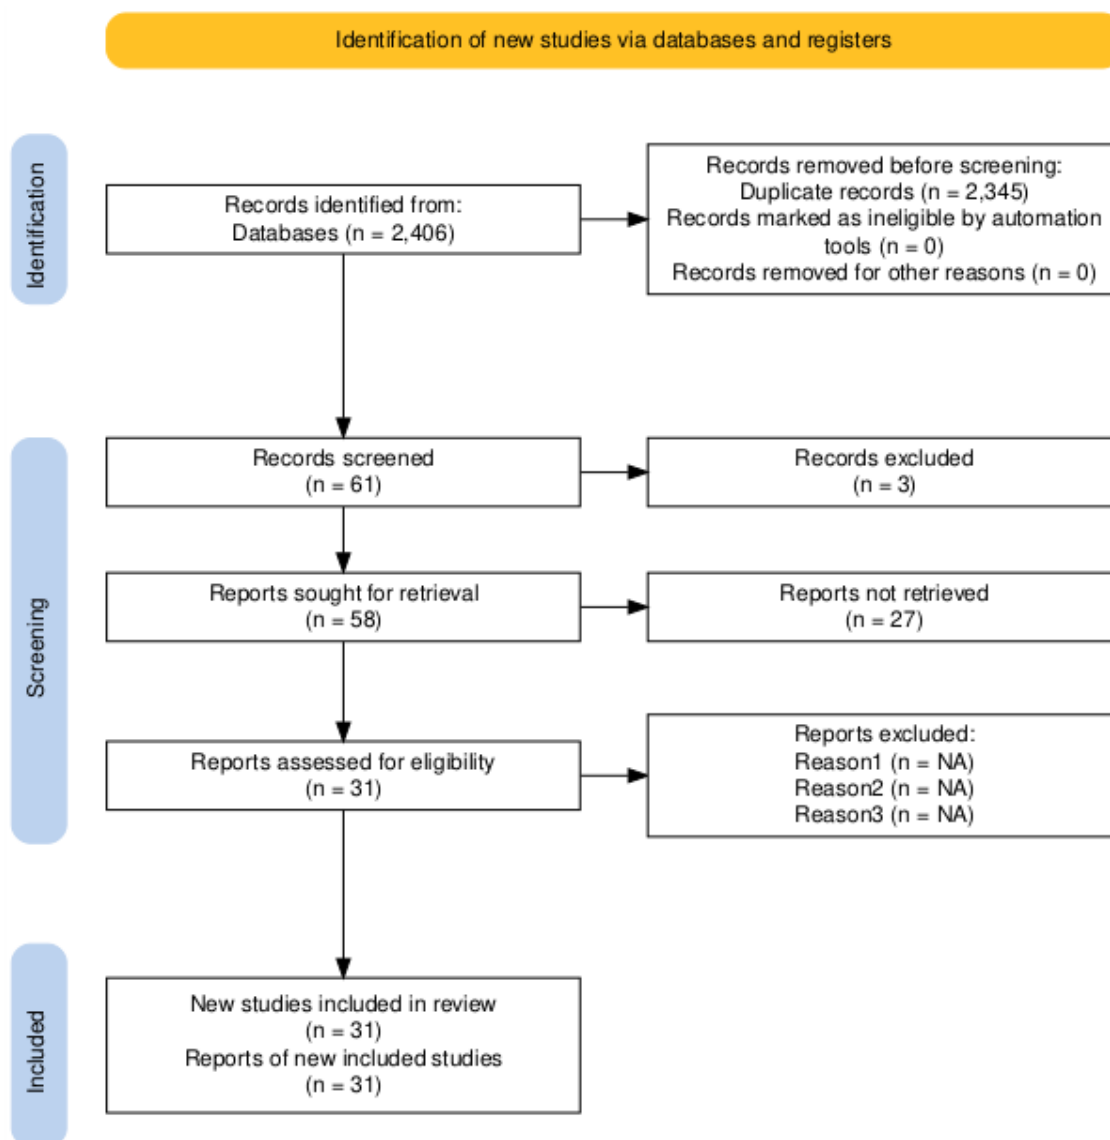 Identification of new studies via databases and registers
Identification
Records identified from:
Databases (n = 2,406)
Records removed before screening:
Duplicate records (n = 2,345)
Records marked as ineligible by automation
tools (n = 0)
Records removed for other reasons (n = 0)
Screening
Records screened
(n = 61)
Records excluded
(n = 3)
Reports sought for retrieval
(n = 58)
Reports not retrieved
(n = 27)
Reports assessed for eligibility
(n = 31)
Reports excluded:
Reason1 (n = NA)
Reason2 (n = NA)
Reason3 (n = NA)
Included
New studies included in review
(n = 31)
Reports of new included studies
(n = 31)